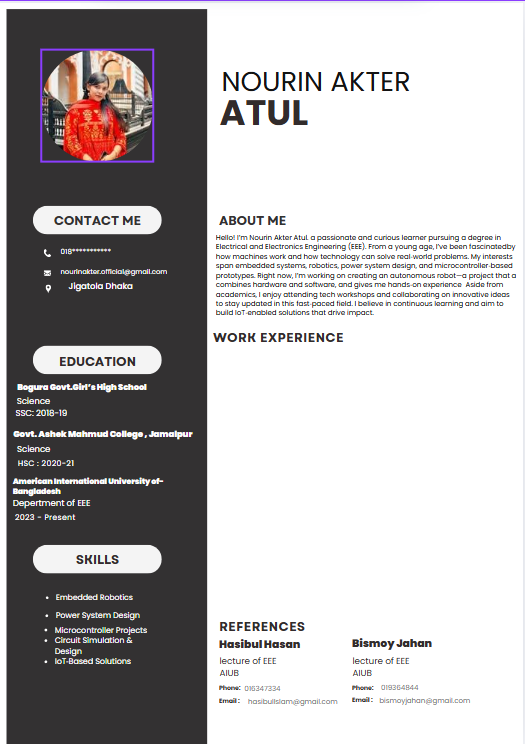 NOURIN AKTER
ATUL
CONTACT ME
018***********
nourinakter.official@gmail.com
Jigatola Dhaka
EDUCATION
Bogura Govt.Girl's High School
Science
SSC: 2018-19
Govt. Ashek Mahmud College , Jamalpur
Science
HSC : 2020-21
American International University of-
Bangladesh
Deperment of EEE
2023 - Present
SKILLS
Embedded Robotics
Power System Design
Microcontroller Projects
Circuit Simulation &
Design
IoT-Based Solutions
ABOUT ME
Hello! I'm Nourin Akter Atul. a passionate and curious learner pursuing a degree in
Electrical and Electronics Engineering (EEE). From a young age, I've been fascinatedby
how machines work and how technology can solve real-world problems. My interests
span embedded systems, robotics, power system design, and microcontroller-based
prototypes. Right now, I'm working on creating an autonomous robot—a project that a
combines hardware and software, and gives me hands-on experience Aside from
academics, I enjoy attending tech workshops and collaborating on innovative ideas
to stay updated in this fast-paced field. I believe in continuous learning and aim to
build IoT-enabled solutions that drive impact.
WORK EXPERIENCE
REFERENCES
Hasibul Hasan
lecture of EEE
AIUB
Phone: 016347334
Email : hasibulislam@gmail.com
Bismoy Jahan
lecture of EEE
AIUB
Phone: 019364844
Email : bismoyjahan@gmail.com